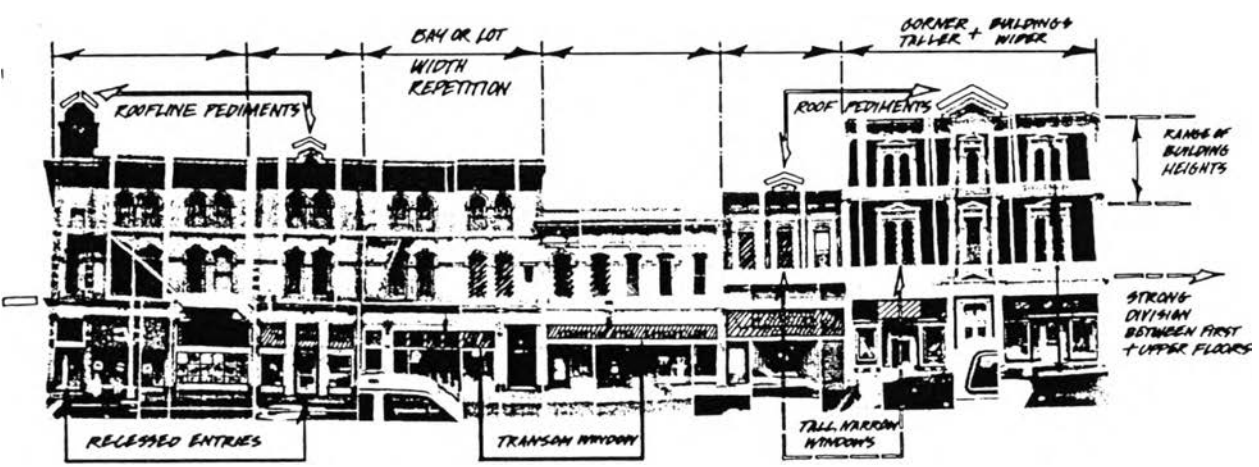 BAY OR LOT
WIDTH
REPETITION
CORNER BUILDINGS
TALLER + WIDER
ROOFLINE PEDIMENTS
ROOF PEDIMENTS
RANGE OF
BUILDING
HEIGHTS
STRONG
DIVISION
BETWEEN FIRST
+ UPPER FLOORS
RECESSED ENTRIES
TRANSOM WINDOW
TALL NARROW
WINDOWS